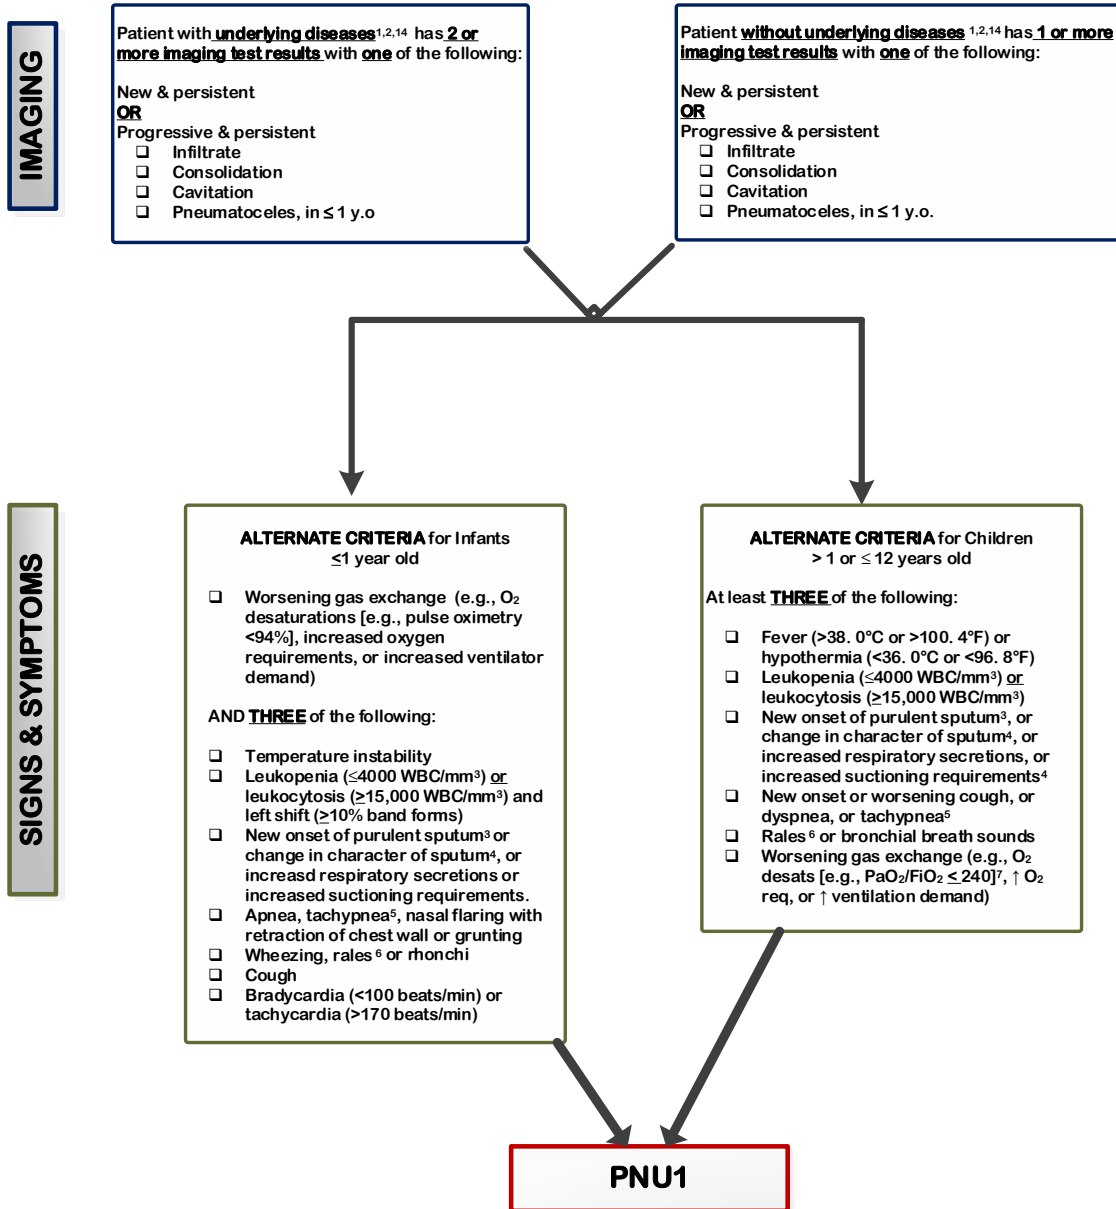 IMAGING
Patient with underlying diseases1,2,14 has 2 or
more imaging test results with one of the following:
New & persistent
OR
Progressive & persistent
❑ Infiltrate
❑ Consolidation
❑ Cavitation
❑ Pneumatoceles, in ≤ 1 y.o
Patient without underlying diseases 1,2,14 has 1 or more
imaging test results with one of the following:
New & persistent
OR
Progressive & persistent
❑ Infiltrate
❑ Consolidation
❑ Cavitation
❑ Pneumatoceles, in ≤ 1 y.o.
SIGNS & SYMPTOMS
ALTERNATE CRITERIA for Infants
≤1 year old
❑ Worsening gas exchange (e.g., O2
desaturations [e.g., pulse oximetry
<94%], increased oxygen
requirements, or increased ventilator
demand)
AND THREE of the following:
❑ Temperature instability
❑ Leukopenia (≤4000 WBC/mm3) or
leukocytosis (≥15,000 WBC/mm3) and
left shift (≥10% band forms)
❑ New onset of purulent sputum3 or
change in character of sputum4, or
increasd respiratory secretions or
increased suctioning requirements.
❑ Apnea, tachypnea5, nasal flaring with
retraction of chest wall or grunting
❑ Wheezing, rales 6 or rhonchi
❑ Cough
❑ Bradycardia (<100 beats/min) or
tachycardia (>170 beats/min)
ALTERNATE CRITERIA for Children
> 1 or ≤ 12 years old
At least THREE of the following:
❑ Fever (>38. 0°C or >100. 4°F) or
hypothermia (<36. 0°C or <96. 8°F)
❑ Leukopenia (≤4000 WBC/mm3) or
leukocytosis (≥15,000 WBC/mm3)
❑ New onset of purulent sputum3, or
change in character of sputum4, or
increased respiratory secretions, or
increased suctioning requirements4
❑ New onset or worsening cough, or
dyspnea, or tachypnea5
❑ Rales 6 or bronchial breath sounds
❑ Worsening gas exchange (e.g., O2
desats [e.g., PaO2/FiO2 ≤ 240]7, ↑ O2
req, or ↑ ventilation demand)
PNU1